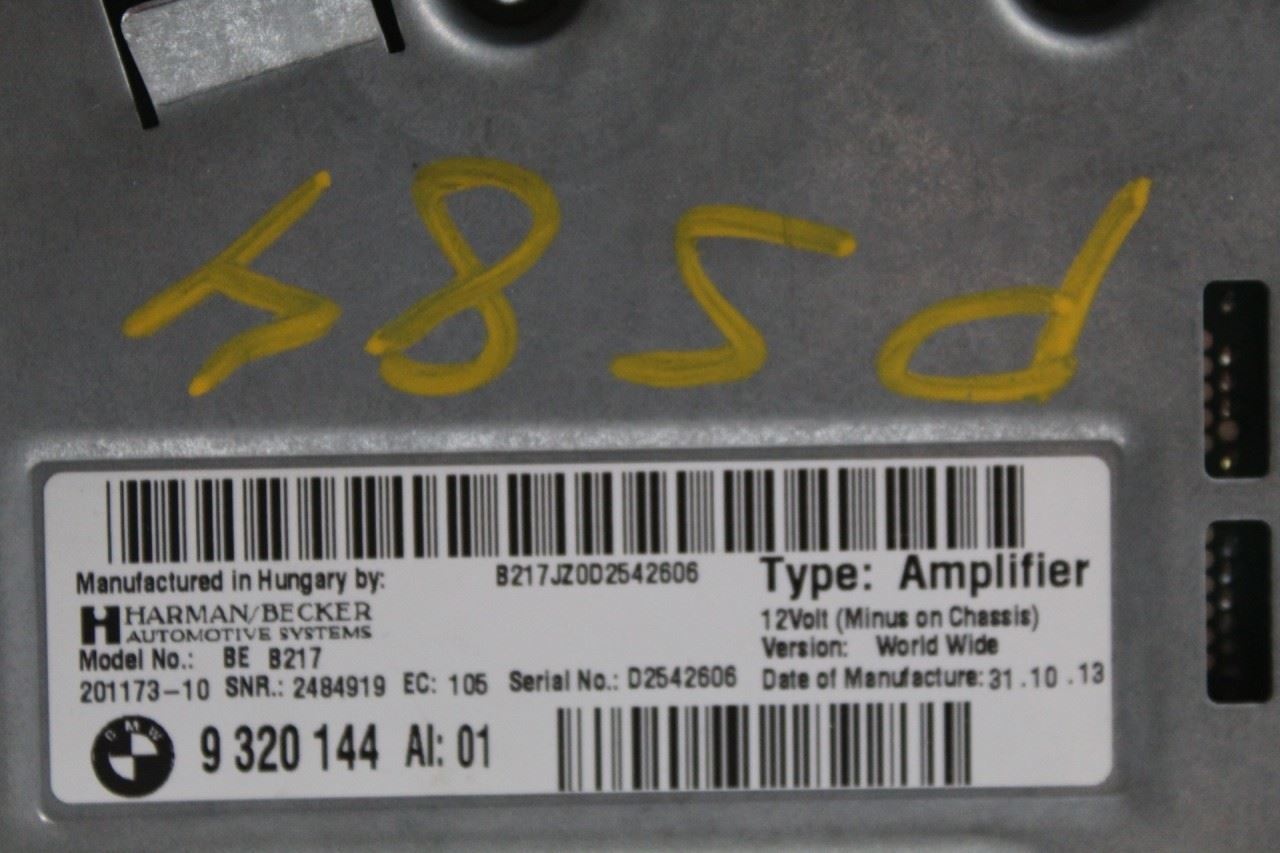 P584
Manufactured in Hungary by:
B217JZ0D2542606
Type: Amplifier
HARMAN/BECKER
AUTOMOTIVE SYSTEMS
12Volt (Minus on Chassis)
Model No.: BE B217
Version: World Wide
201173-10 SNR.: 2484919 EC: 105 Serial No.: D2542606 Date of Manufacture: 31.10.13
BMW 9 320 144 AI: 01